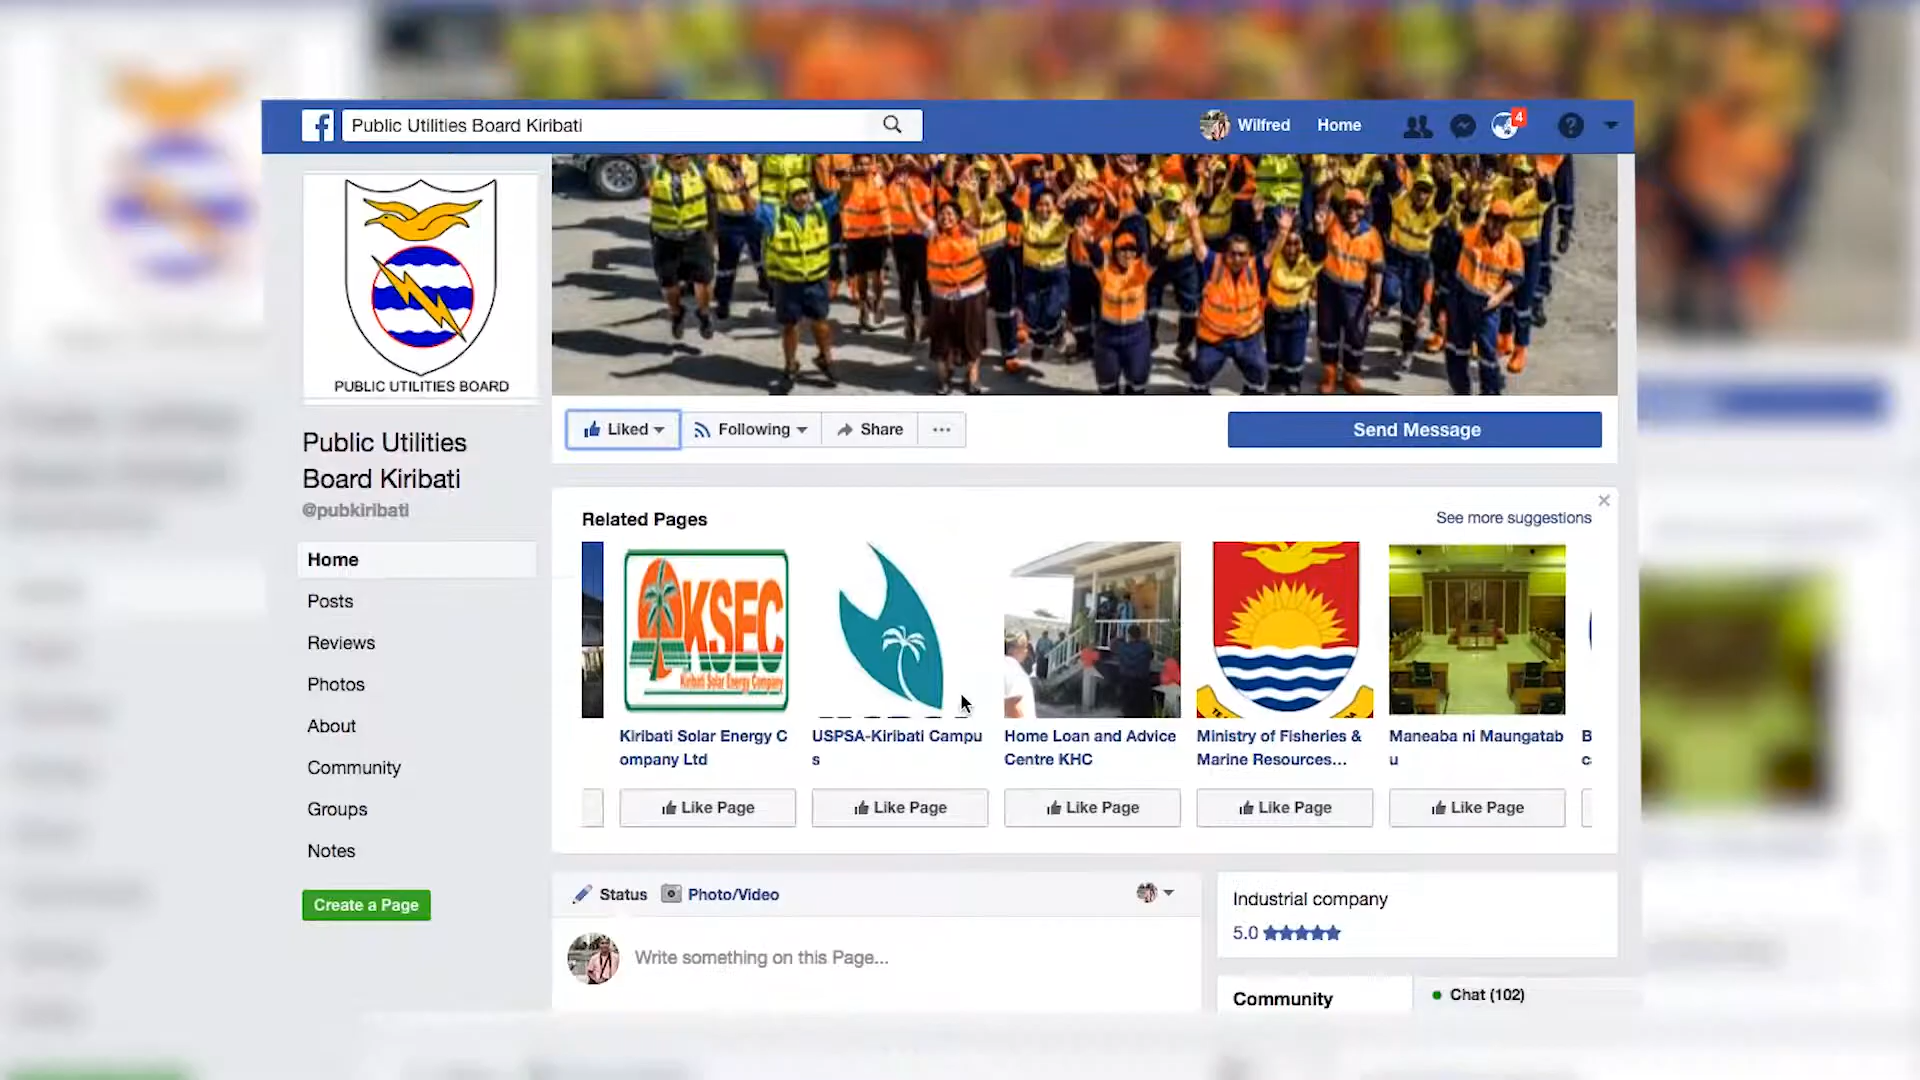 Public Utilities Board Kiribati
Wilfred
Home
4
?
PUBLIC UTILITIES BOARD
Public Utilities
Board Kiribati
@pubkiribati
Home
Posts
Reviews
Photos
About
Community
Groups
Notes
Create a Page
Liked
Following
Share
Send Message
Related Pages
See more suggestions
KSEC
Kiribati Solar Energy Company
Kiribati Solar Energy C
ompany Ltd
USPSA-Kiribati Campu
s
Home Loan and Advice
Centre KHC
Ministry of Fisheries &
Marine Resources...
Maneaba ni Maungatab
u
B
c
Like Page
Like Page
Like Page
Like Page
Like Page
Status
Photo/Video
Write something on this Page...
Industrial company
5.0
Community
Chat (102)